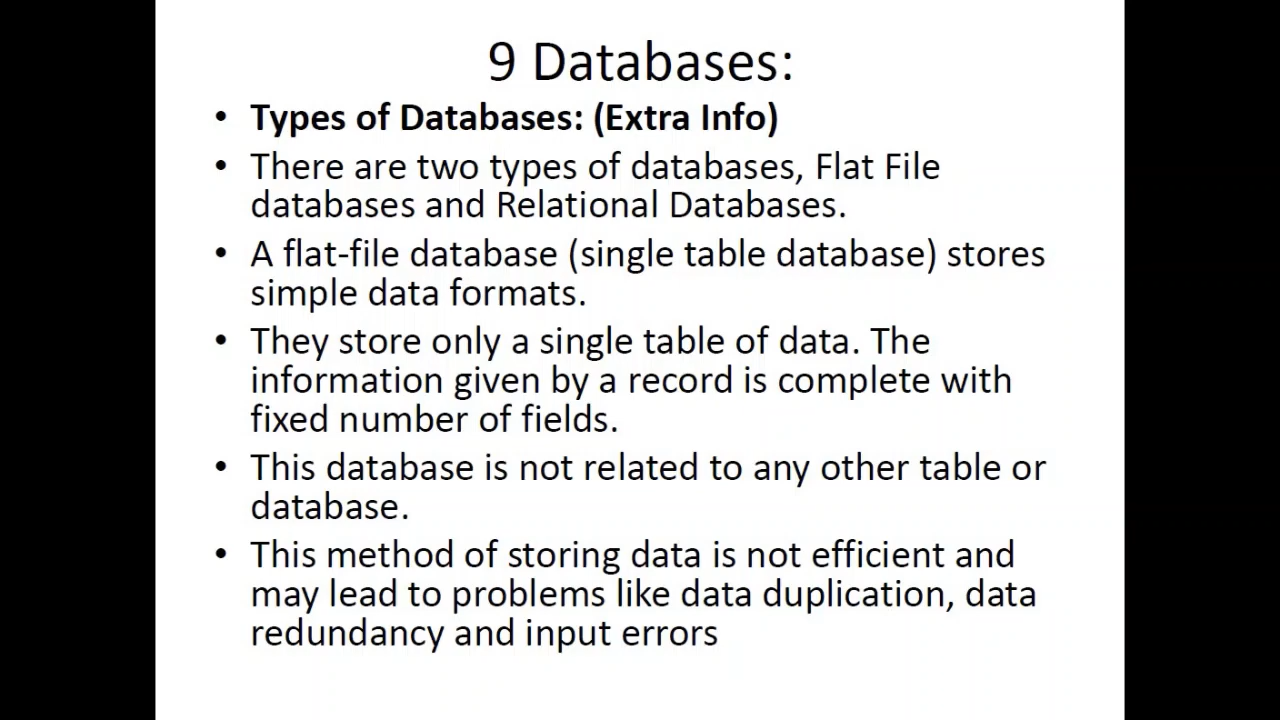 9 Databases:
• Types of Databases: (Extra Info)
• There are two types of databases, Flat File
databases and Relational Databases.
• A flat-file database (single table database) stores
simple data formats.
• They store only a single table of data. The
information given by a record is complete with
fixed number of fields.
• This database is not related to any other table or
database.
• This method of storing data is not efficient and
may lead to problems like data duplication, data
redundancy and input errors